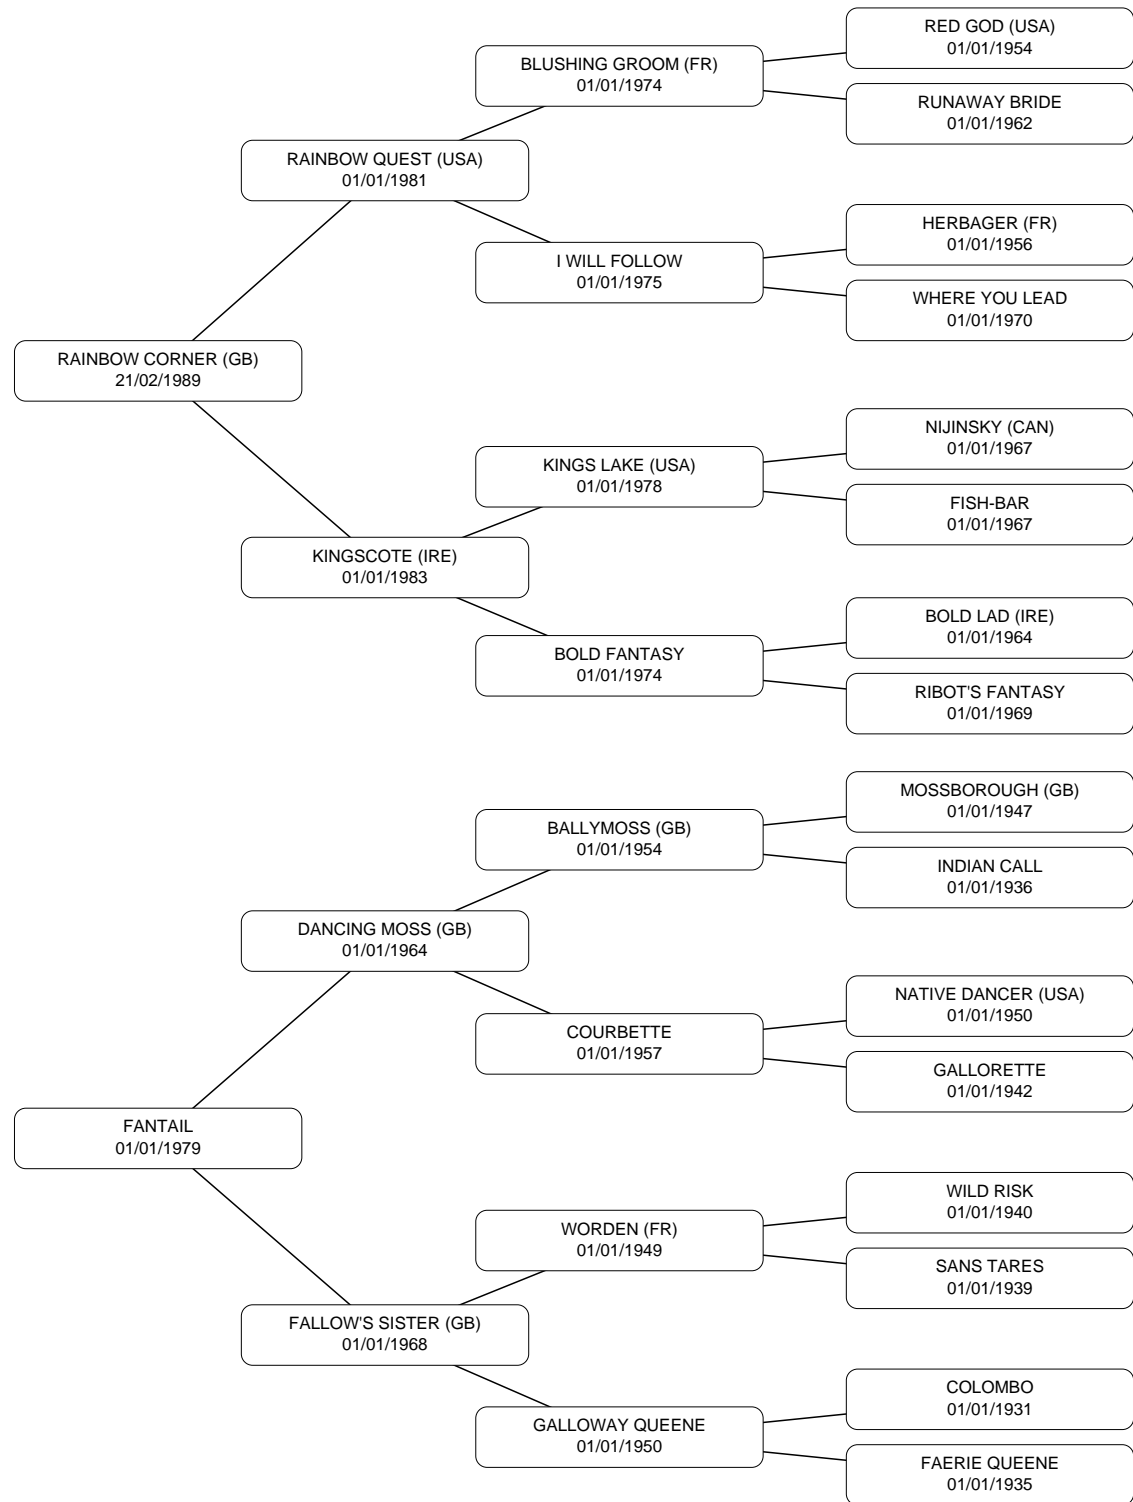 RED GOD (USA)
01/01/1954
BLUSHING GROOM (FR)
01/01/1974
RUNAWAY BRIDE
01/01/1962
RAINBOW QUEST (USA)
01/01/1981
HERBAGER (FR)
01/01/1956
I WILL FOLLOW
01/01/1975
WHERE YOU LEAD
01/01/1970
RAINBOW CORNER (GB)
21/02/1989
NIJINSKY (CAN)
01/01/1967
KINGS LAKE (USA)
01/01/1978
FISH-BAR
01/01/1967
KINGSCOTE (IRE)
01/01/1983
BOLD LAD (IRE)
01/01/1964
BOLD FANTASY
01/01/1974
RIBOT'S FANTASY
01/01/1969
MOSSBOROUGH (GB)
01/01/1947
BALLYMOSS (GB)
01/01/1954
INDIAN CALL
01/01/1936
DANCING MOSS (GB)
01/01/1964
NATIVE DANCER (USA)
01/01/1950
COURBETTE
01/01/1957
GALLORETTE
01/01/1942
FANTAIL
01/01/1979
WILD RISK
01/01/1940
WORDEN (FR)
01/01/1949
SANS TARES
01/01/1939
FALLOW'S SISTER (GB)
01/01/1968
COLOMBO
01/01/1931
GALLOWAY QUEENE
01/01/1950
FAERIE QUEENE
01/01/1935